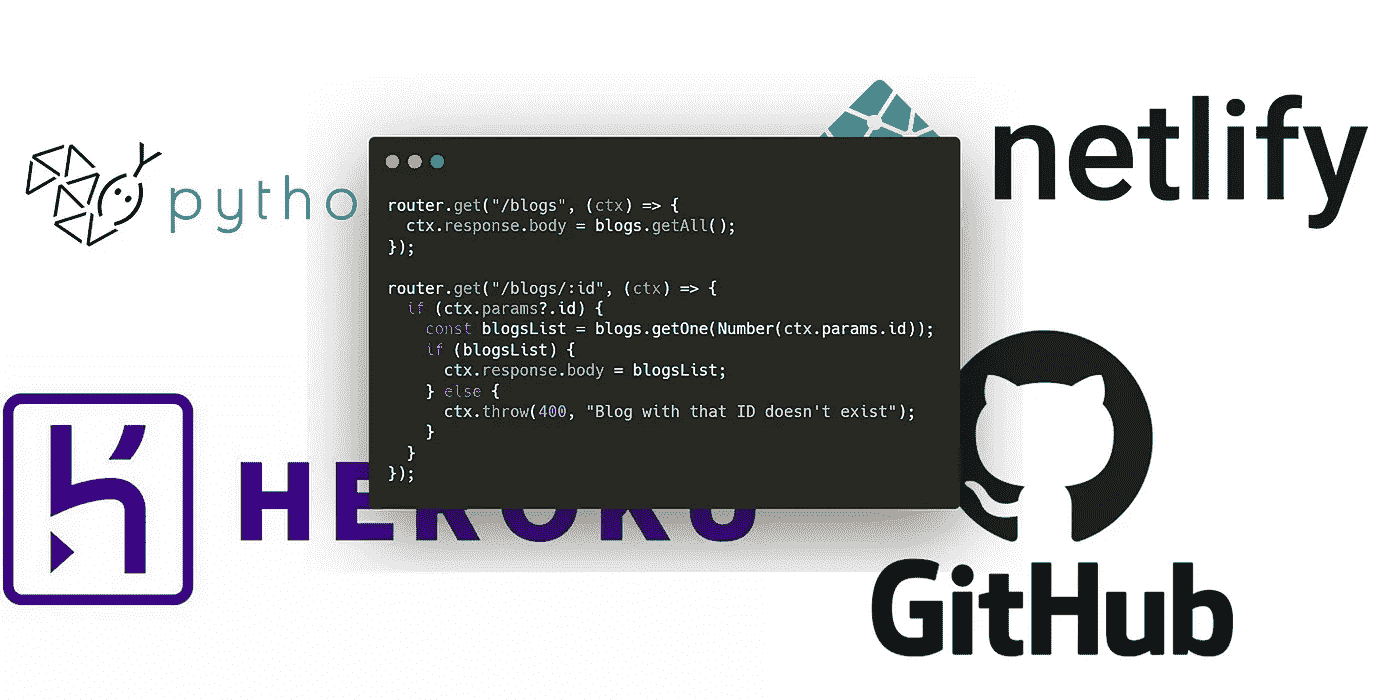 netlify
pytho
router.get("/blogs", (ctx) => {
  ctx.response.body = blogs.getAll();
});
router.get("/blogs/:id", (ctx) => {
  if (ctx.params?.id) {
    const blogsList = blogs.getOne(Number(ctx.params.id));
    if (blogsList) {
      ctx.response.body = blogsList;
    } else {
      ctx.throw(400, "Blog with that ID doesn't exist");
    }
  }
});
HEROKU
GitHub